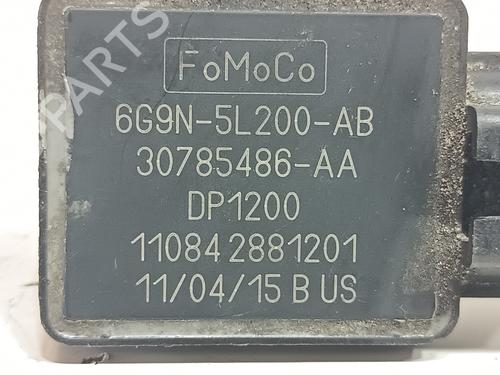 PARTS
FoMoCo
6G9N-5L200-AB
30785486-AA
DP1200
110842881201
11/04/15 B US